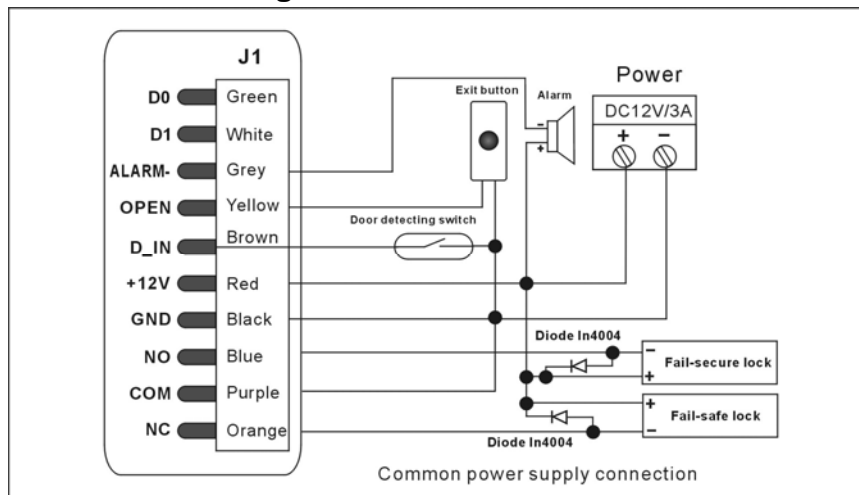 J1
Power
Exit button
Alarm
DC12V/3A
+ −
D0 Green
D1 White
ALARM- Grey
−
+
OPEN Yellow
Door detecting switch
D_IN Brown
+12V Red
GND Black
Diode In4004
NO Blue
− Fail-secure lock
+
COM Purple
+ Fail-safe lock
−
NC Orange
Diode In4004
Common power supply connection